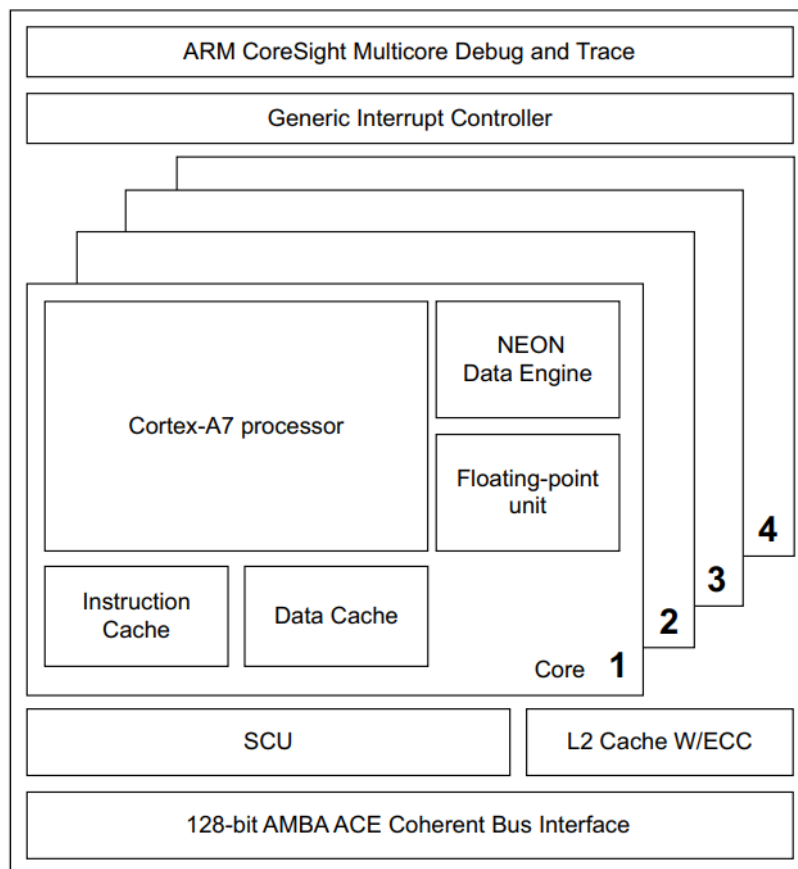 ARM CoreSight Multicore Debug and Trace
Generic Interrupt Controller
NEON
Data Engine
Cortex-A7 processor
Floating-point
unit
4
3
Instruction
Cache
Data Cache
2
Core 1
SCU
L2 Cache W/ECC
128-bit AMBA ACE Coherent Bus Interface